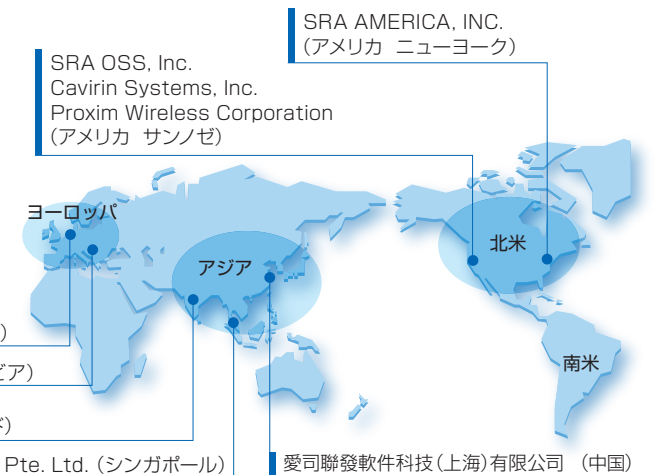 SRA AMERICA, INC.
(アメリカ ニューヨーク)
SRA OSS, Inc.
Cavirin Systems, Inc.
Proxim Wireless Corporation
(アメリカ サンノゼ)
ヨーロッパ
アジア
北米
南米
)
ビア)
ド)
Pte. Ltd. (シンガポール)
愛司聯發軟件科技(上海)有限公司 (中国)